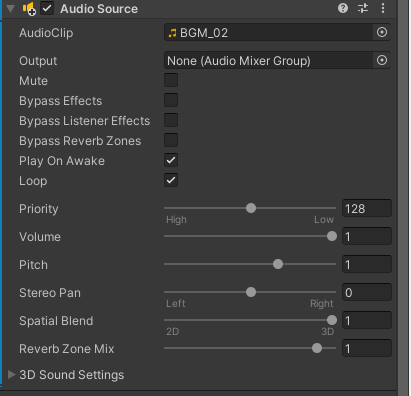 Audio Source
AudioClip BGM_02
Output None (Audio Mixer Group)
Mute
Bypass Effects
Bypass Listener Effects
Bypass Reverb Zones
Play On Awake
Loop
Priority 128
High Low
Volume 1
Pitch 1
Stereo Pan 0
Left Right
Spatial Blend 1
2D 3D
Reverb Zone Mix 1
3D Sound Settings